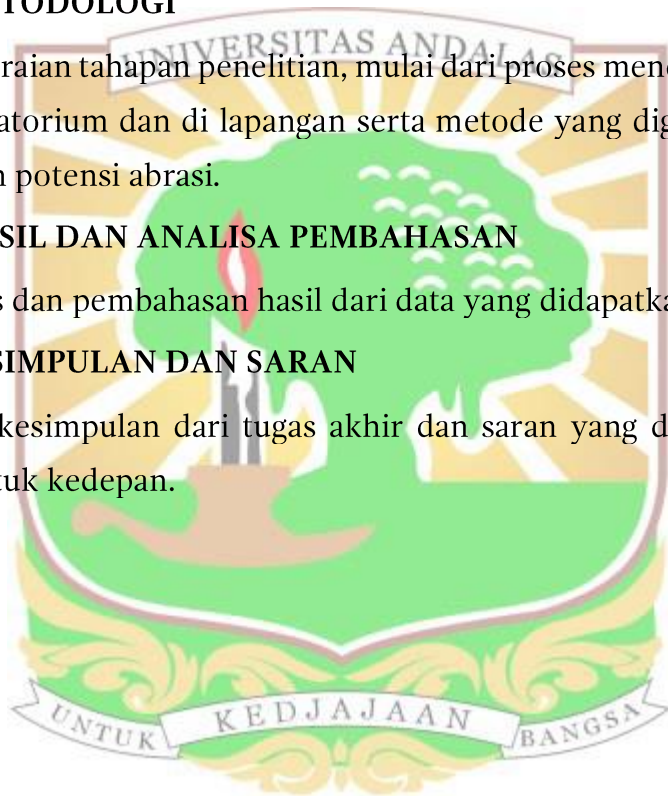 TODOLOGI
UNIVERSITAS ANDALAS
raian tahapan penelitian, mulai dari proses men
atorium dan di lapangan serta metode yang dig
n potensi abrasi.
SIL DAN ANALISA PEMBAHASAN
s dan pembahasan hasil dari data yang didapatka
SIMPULAN DAN SARAN
kesimpulan dari tugas akhir dan saran yang d
tuk kedepan.
UNTUK KEDJAJAAN BANGSA